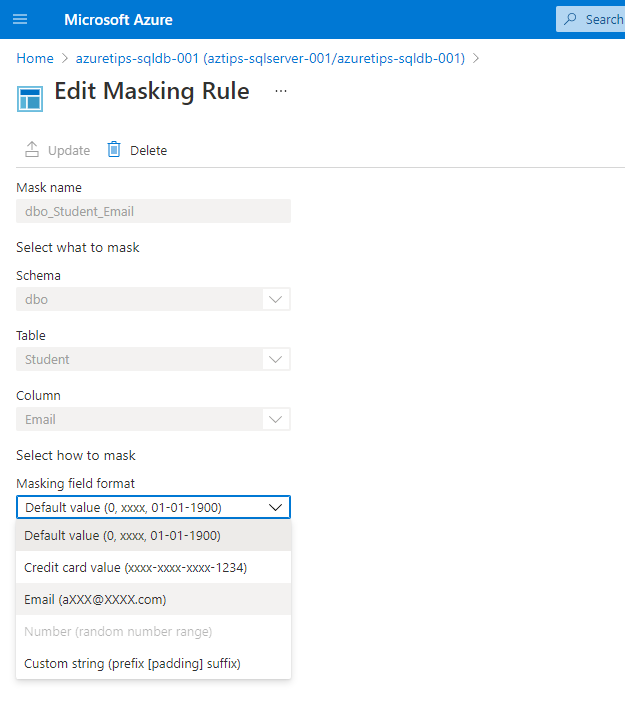 Microsoft Azure
Search
Home > azuretips-sqldb-001 (aztips-sqlserver-001/azuretips-sqldb-001) >
Edit Masking Rule ...
Update Delete
Mask name
dbo_Student_Email
Select what to mask
Schema
dbo
Table
Student
Column
Email
Select how to mask
Masking field format
Default value (0, xxxx, 01-01-1900)
Default value (0, xxxx, 01-01-1900)
Credit card value (xxxx-xxxx-xxxx-1234)
Email (aXXX@XXXX.com)
Number (random number range)
Custom string (prefix [padding] suffix)